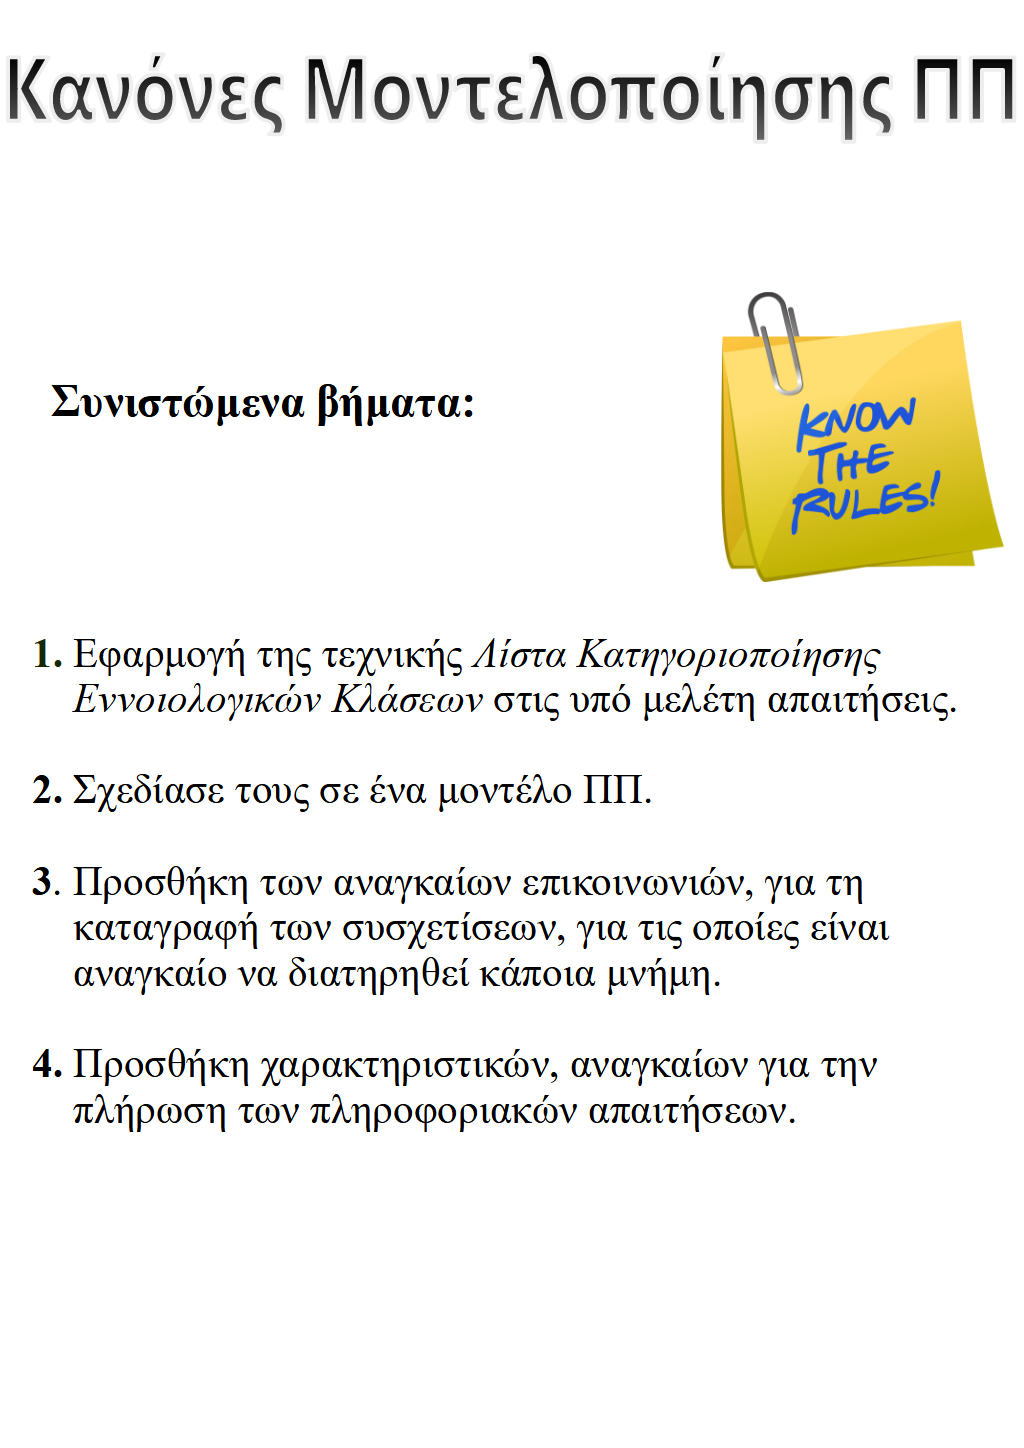 Κανόνες Μοντελοποίησης ΠΠ
Συνιστώμενα βήματα:
KNOW
THE
RULES!
1. Εφαρμογή της τεχνικής Λίστα Κατηγοριοποίησης
Εννοιολογικών Κλάσεων στις υπό μελέτη απαιτήσεις.
2. Σχεδίασε τους σε ένα μοντέλο ΠΠ.
3. Προσθήκη των αναγκαίων επικοινωνιών, για τη
καταγραφή των συσχετίσεων, για τις οποίες είναι
αναγκαίο να διατηρηθεί κάποια μνήμη.
4. Προσθήκη χαρακτηριστικών, αναγκαίων για την
πλήρωση των πληροφοριακών απαιτήσεων.